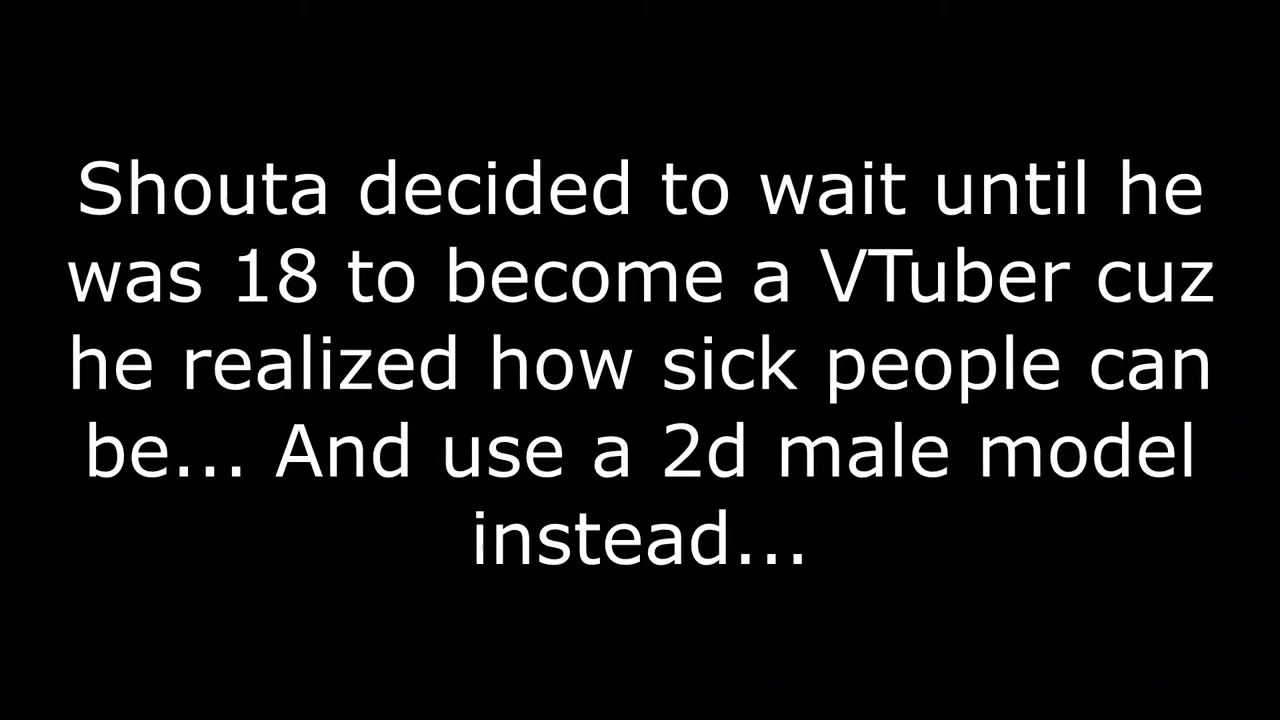 Shouta decided to wait until he
was 18 to become a VTuber cuz
he realized how sick people can
be... And use a 2d male model
instead...